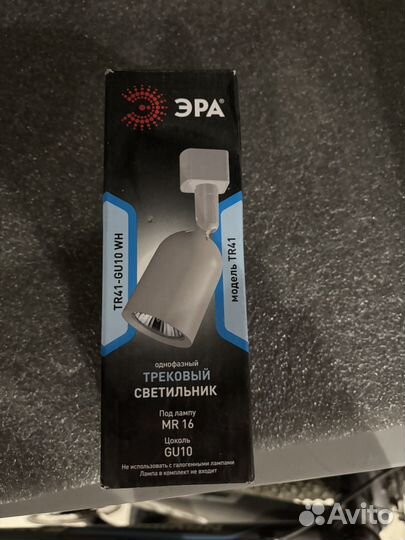 ЭРА®
TR41-GU10 WH
модель TR41
однофазный
ТРЕКОВЫЙ
СВЕТИЛЬНИК
Под лампу
MR 16
Цоколь
GU10
Не использовать с галогенными лампами
Лампа в комплект не входит
Avito